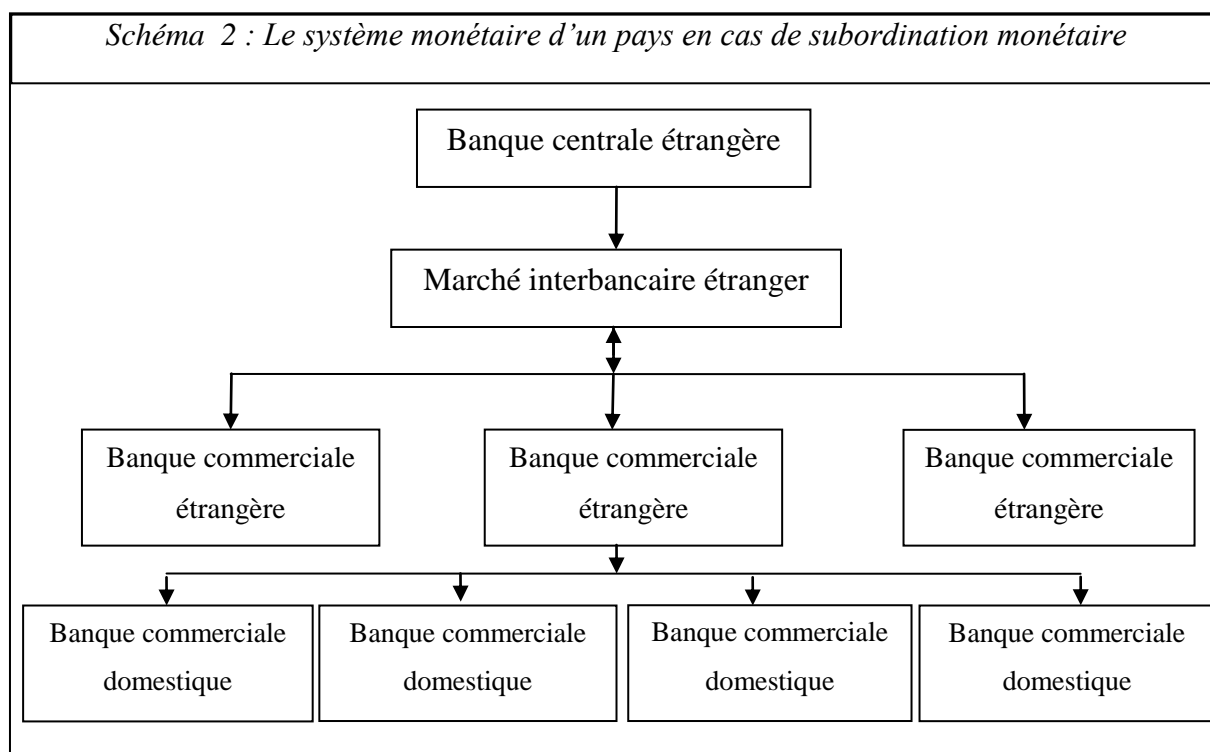 Schéma 2 : Le système monétaire d’un pays en cas de subordination monétaire
Banque centrale étrangère
Marché interbancaire étranger
Banque commerciale
étrangère
Banque commerciale
étrangère
Banque commerciale
étrangère
Banque commerciale
domestique
Banque commerciale
domestique
Banque commerciale
domestique
Banque commerciale
domestique